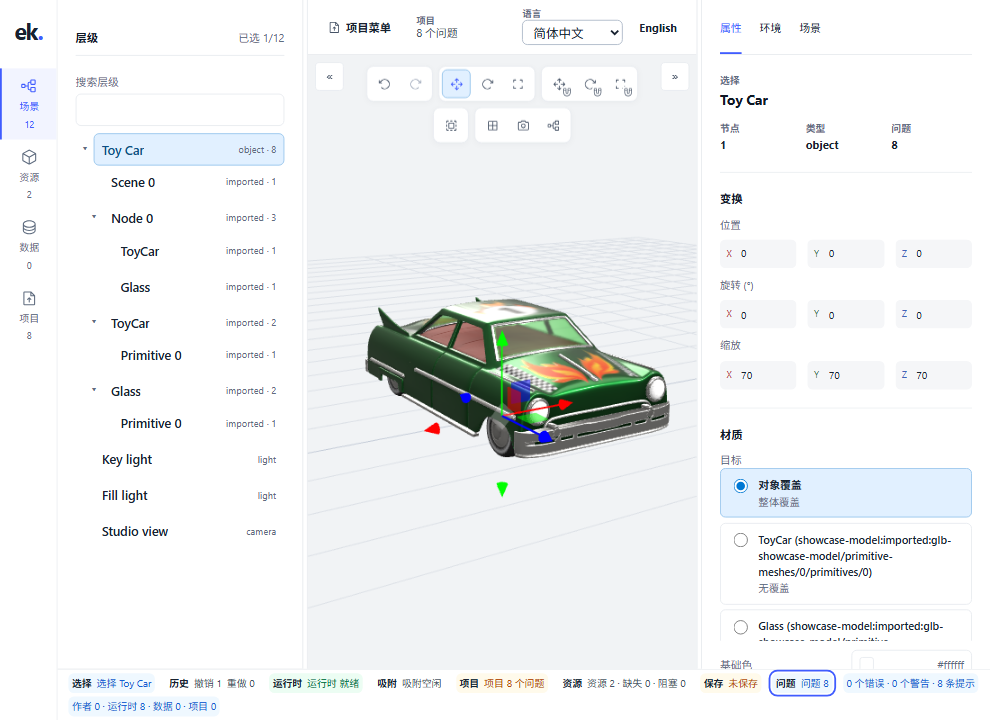 ek.
场景
12
资源
2
数据
0
项目
8
层级
已选 1/12
搜索层级
Toy Car
object · 8
Scene 0
imported · 1
Node 0
imported · 3
ToyCar
imported · 1
Glass
imported · 1
ToyCar
imported · 2
Primitive 0
imported · 1
Glass
imported · 2
Primitive 0
imported · 1
Key light
light
Fill light
light
Studio view
camera
项目菜单
项目
8 个问题
语言
简体中文
English
«
»
属性
环境
场景
选择
Toy Car
节点
类型
问题
1
object
8
变换
位置
X 0
Y 0
Z 0
旋转 (°)
X 0
Y 0
Z 0
缩放
X 70
Y 70
Z 70
材质
目标
对象覆盖
整体覆盖
ToyCar (showcase-model:imported:glb-
showcase-model/primitive-
meshes/0/primitives/0)
无覆盖
Glass (showcase-model:imported:glb-
showcase-model/primitive-
基础色
#ffffff
选择 选择 Toy Car
历史 撤销 1 重做 0
运行时 运行时 就绪
吸附 吸附空闲
项目 项目 8 个问题
资源 资源 2 · 缺失 0 · 阻塞 0
保存 未保存
问题 问题 8
0 个错误 · 0 个警告 · 8 条提示
作者 0 · 运行时 8 · 数据 0 · 项目 0